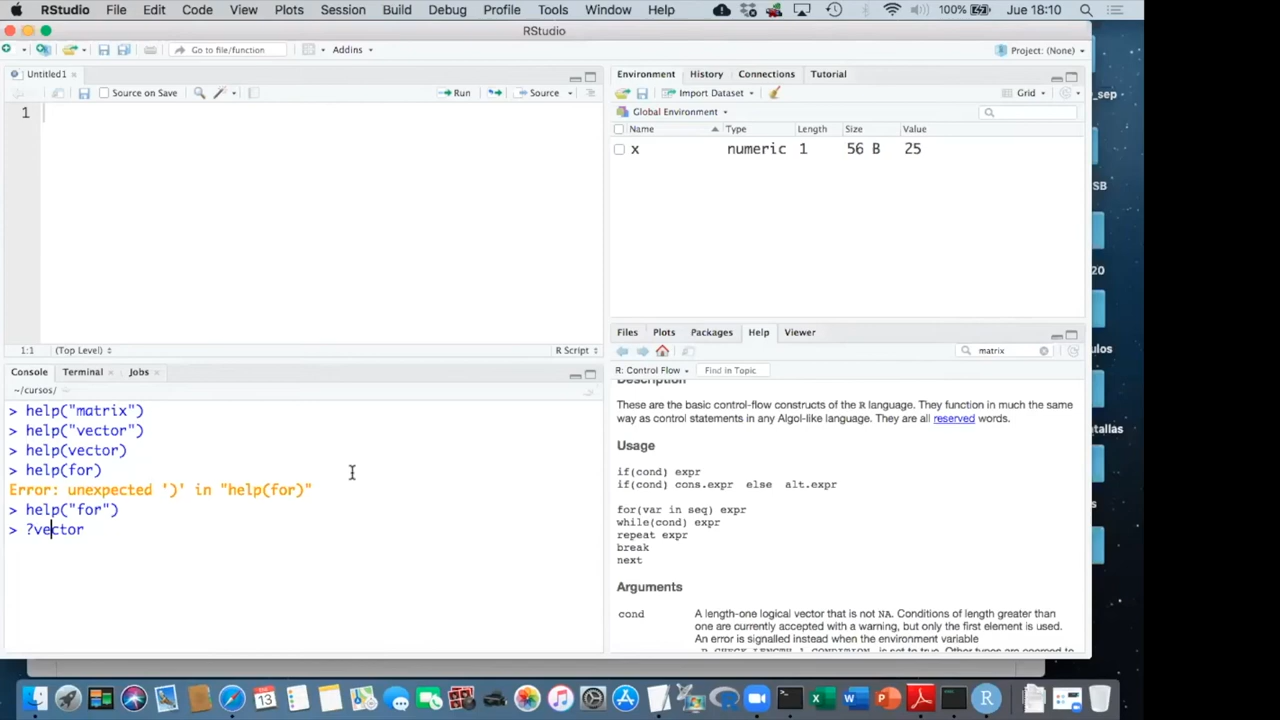 RStudio File Edit Code View Plots Session Build Debug Profile Tools Window Help 100% Jue 18:10
RStudio
Go to file/function Addins Project: (None)
Untitled1
Source on Save Run Source
1
1:1 (Top Level) R Script
Console Terminal Jobs
~/cursos/
> help("matrix")
> help("vector")
> help(vector)
> help(for)
Error: unexpected ')' in "help(for)"
> help("for")
> ?vector
Environment History Connections Tutorial
Import Dataset Grid
Global Environment
Name Type Length Size Value
x numeric 1 56 B 25
Files Plots Packages Help Viewer
matrix
R: Control Flow Find in Topic
Description
These are the basic control-flow constructs of the R language. They function in much the same
way as control statements in any Algol-like language. They are all reserved words.
Usage
if(cond) expr
if(cond) cons.expr else alt.expr
for(var in seq) expr
while(cond) expr
repeat expr
break
next
Arguments
cond A length-one logical vector that is not NA. Conditions of length greater than
one are currently accepted with a warning, but only the first element is used.
An error is signalled instead when the environment variable
_sep
SB
20
ulos
tallas
s
13